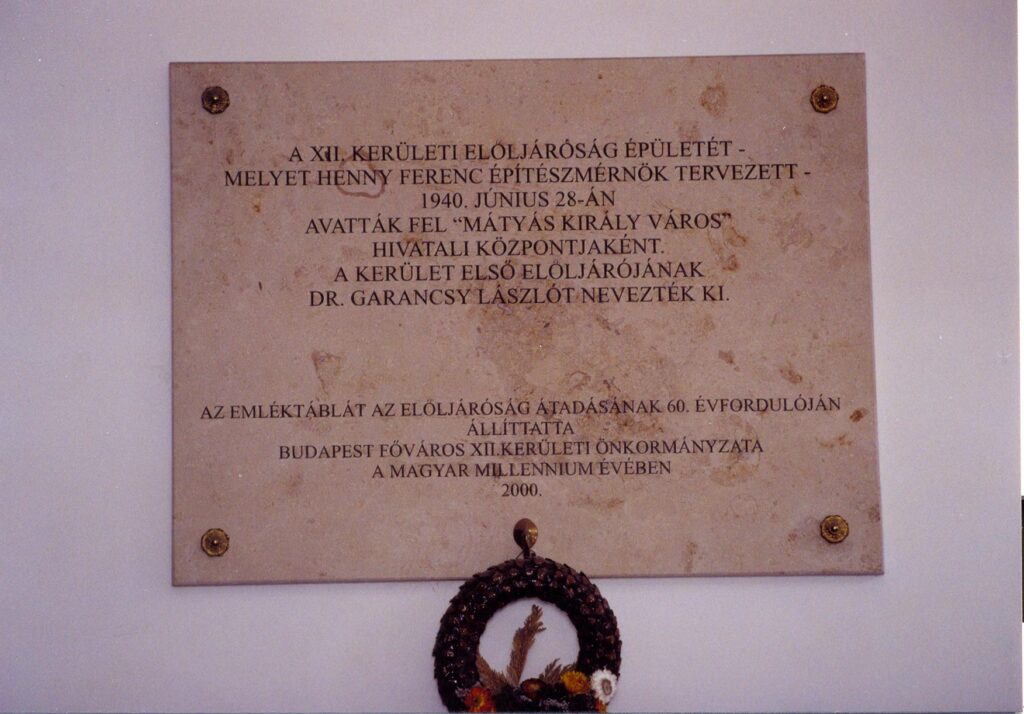 A XII. KERÜLETI ELÖLJÁRÓSÁG ÉPÜLETÉT -
MELYET HENNY FERENC ÉPÍTÉSZMÉRNÖK TERVEZETT -
1940. JÚNIUS 28-ÁN
AVATTÁK FEL “MÁTYÁS KIRÁLY VÁROS”
HIVATALI KÖZPONTJAKÉNT.
A KERÜLET ELSŐ ELÖLJÁRÓJÁNAK
DR. GARANCSY LÁSZLÓT NEVEZTÉK KI.
AZ EMLÉKTÁBLÁT AZ ELÖLJÁRÓSÁG ÁTADÁSÁNAK 60. ÉVFORDULÓJÁN
ÁLLÍTTATTA
BUDAPEST FŐVÁROS XII.KERÜLETI ÖNKORMÁNYZATA
A MAGYAR MILLENNIUM ÉVÉBEN
2000.